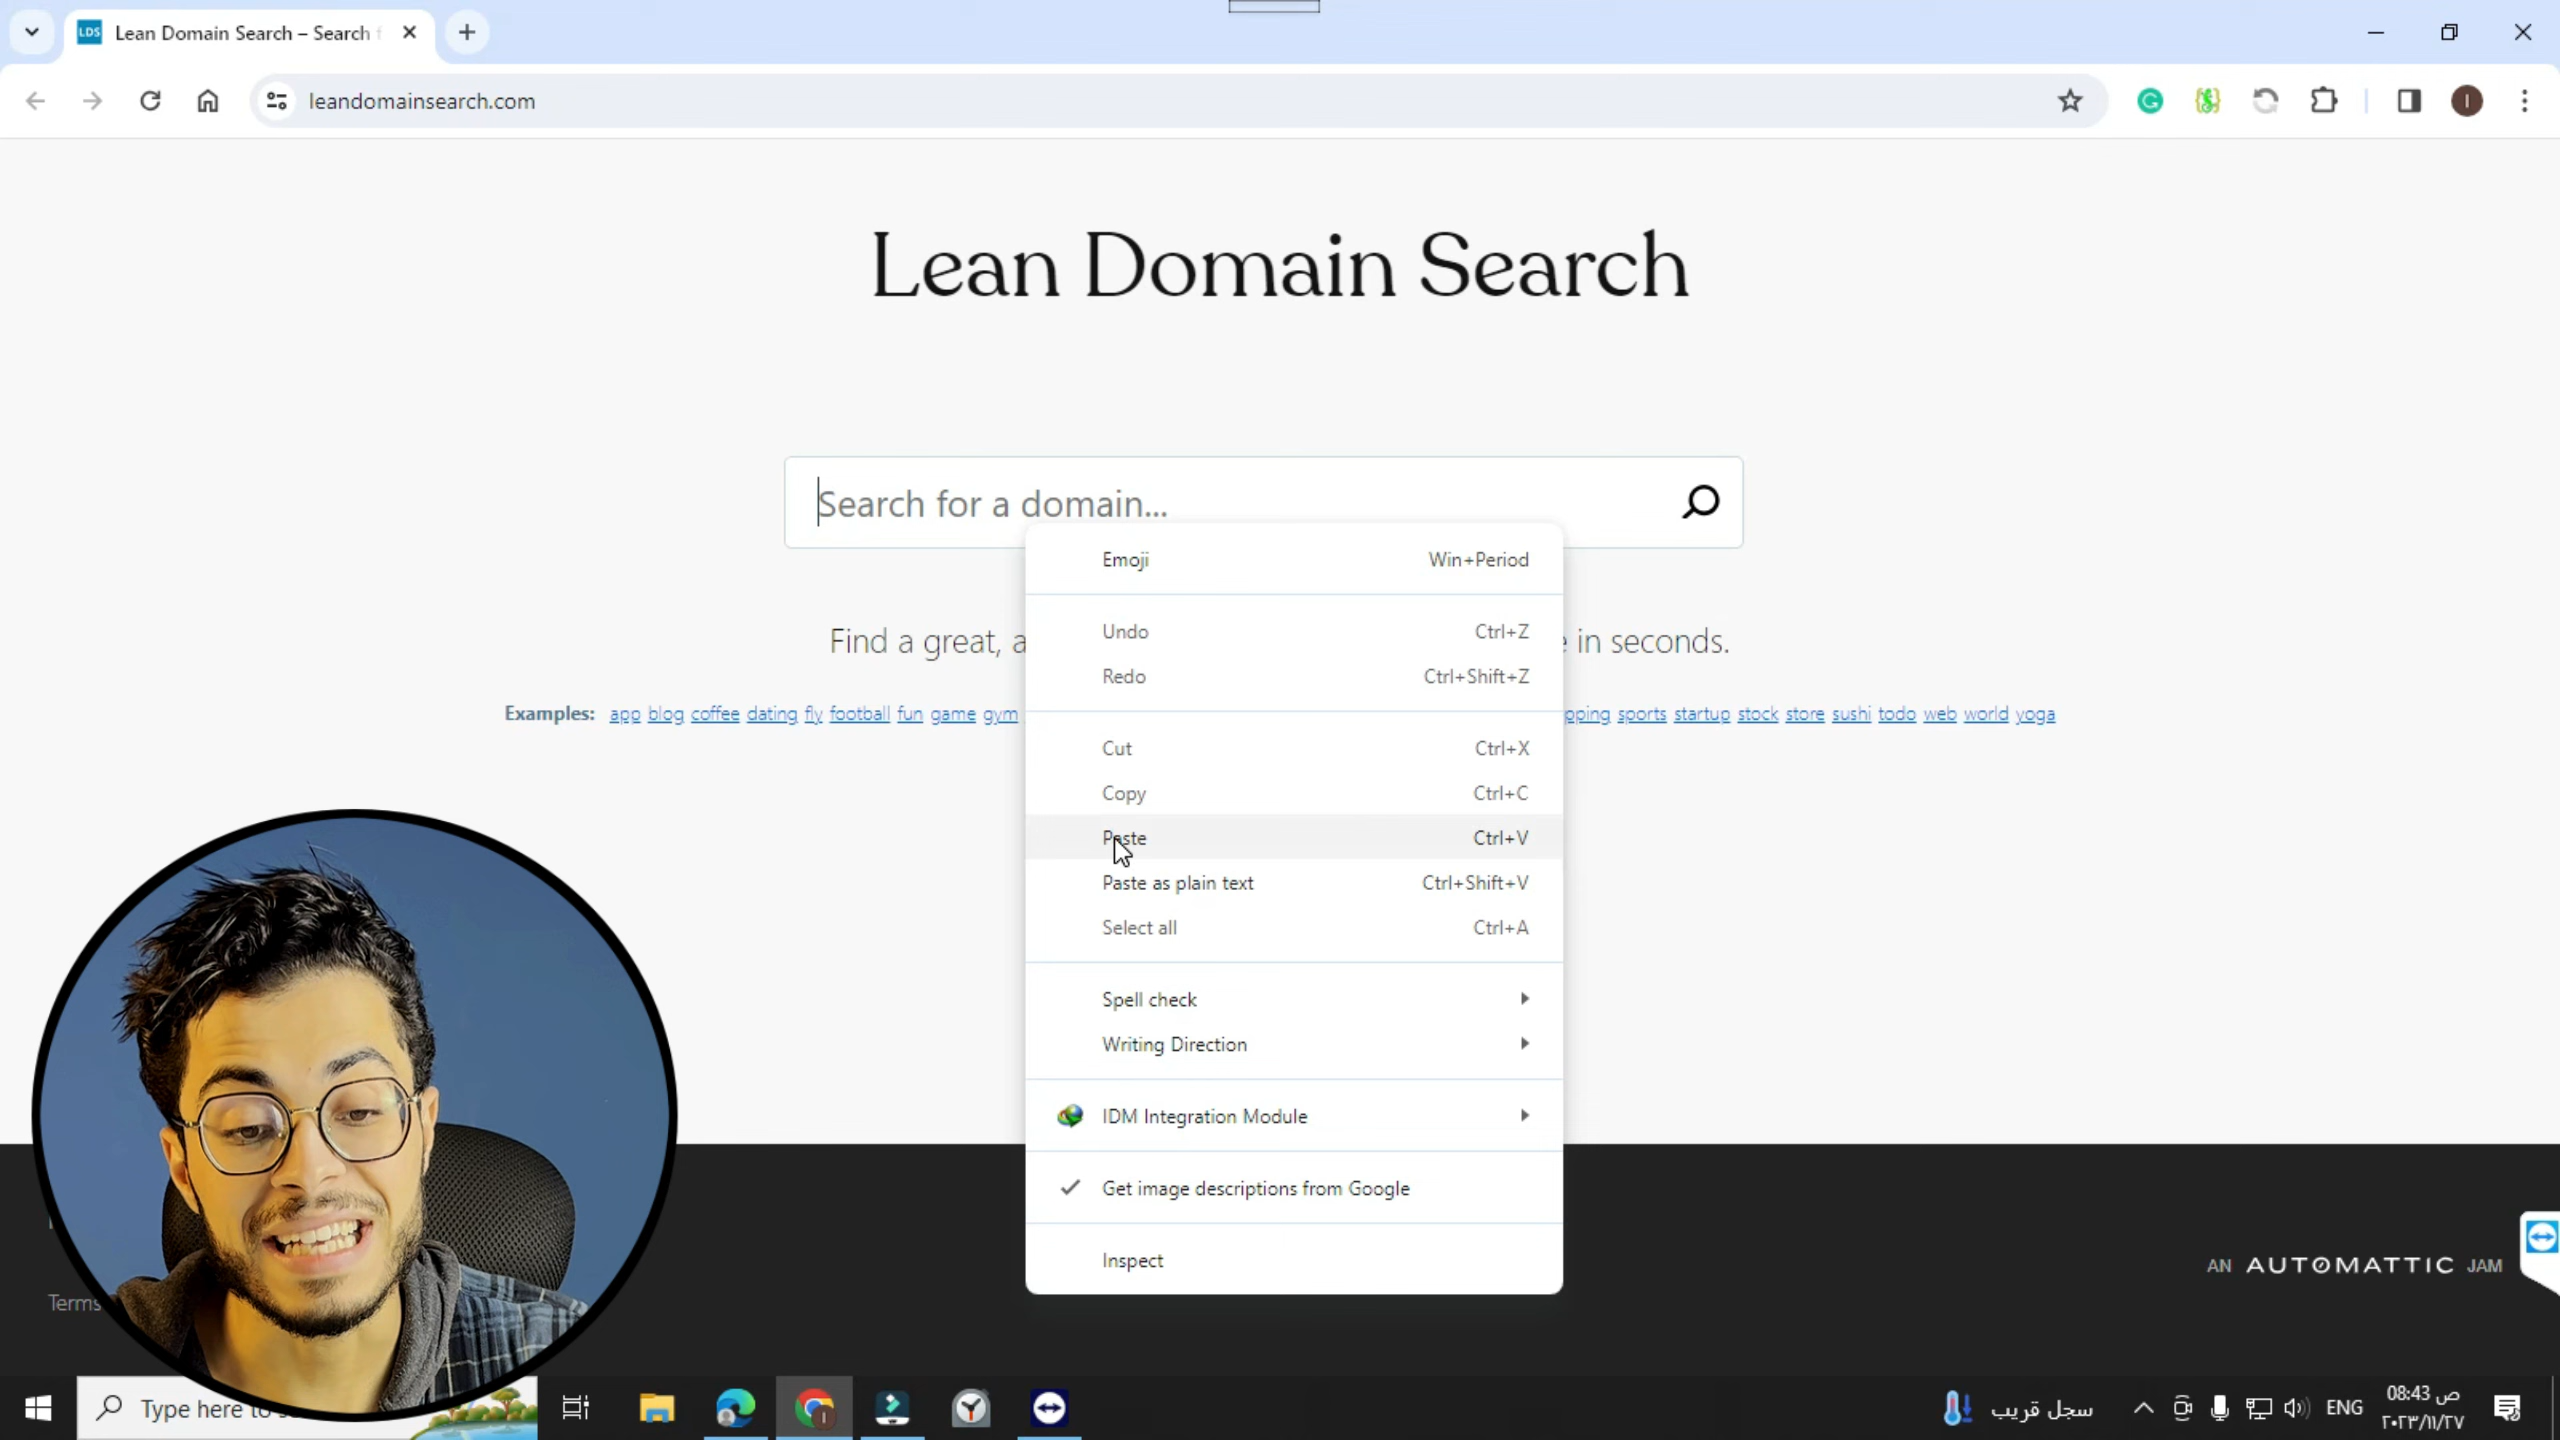 LDS Lean Domain Search – Search f
leandomainsearch.com
I
Lean Domain Search
Search for a domain...
Find a great, a
e in seconds.
Examples: app blog coffee dating fly football fun game gym
pping sports startup stock store sushi todo web world yoga
Emoji Win+Period
Undo Ctrl+Z
Redo Ctrl+Shift+Z
Cut Ctrl+X
Copy Ctrl+C
Paste Ctrl+V
Paste as plain text Ctrl+Shift+V
Select all Ctrl+A
Spell check
Writing Direction
IDM Integration Module
Get image descriptions from Google
Inspect
AN AUTOMATTIC JAM
Terms
Type here to s
سجل قريب
ENG
08:43 ص
٢٠٢٣/١١/٢٧